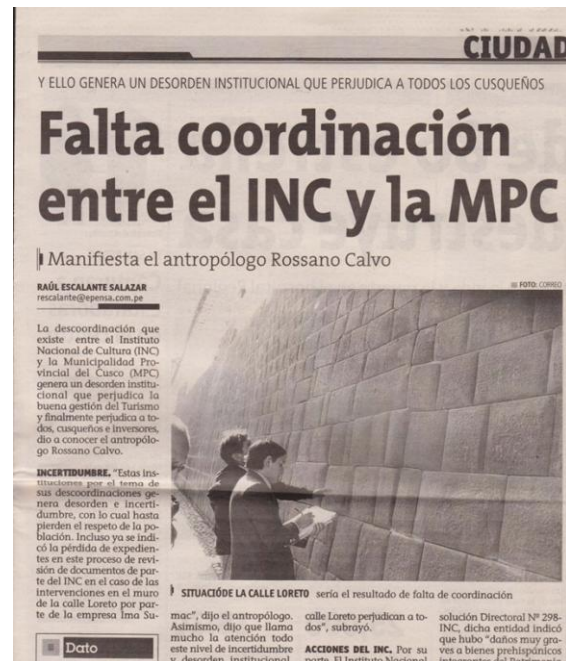 CIUDAD
Y ELLO GENERA UN DESORDEN INSTITUCIONAL QUE PERJUDICA A TODOS LOS CUSQUEÑOS
Falta coordinación
entre el INC y la MPC
Manifiesta el antropólogo Rossano Calvo
RAÚL ESCALANTE SALAZAR
rescalante@epensa.com.pe
FOTO: CORREO
La descoordinación que
existe entre el Instituto
Nacional de Cultura (INC)
y la Municipalidad Pro-
vincial del Cusco (MPC)
genera un desorden institu-
cional que perjudica la
buena gestión del Turismo
y finalmente perjudica a to-
dos, cusqueños e inversores,
dio a conocer el antropólo-
go Rossano Calvo.
INCERTIDUMBRE. "Estas ins-
tituciones por el tema de
sus descoordinaciones ge-
nera desorden e incerti-
dumbre, con lo cual hasta
pierden el respeto de la po-
blación. Incluso ya se indi-
có la pérdida de expedien-
tes en este proceso de revi-
sión de documentos de par-
te del INC en el caso de las
intervenciones en el muro
de la calle Loreto por par-
te de la empresa Ima Su-
Dato
SITUACIÓDE LA CALLE LORETO sería el resultado de falta de coordinación
mac", dijo el antropólogo.
Asimismo, dijo que llama
mucho la atención todo
este nivel de incertidumbre
y desorden institucional
calle Loreto perjudican a to-
dos", subrayó.
ACCIONES DEL INC. Por su
parte, El Instituto Nacional
solución Directoral Nº 298-
INC, dicha entidad indicó
que hubo "daños muy gra-
ves a bienes prehispánicos